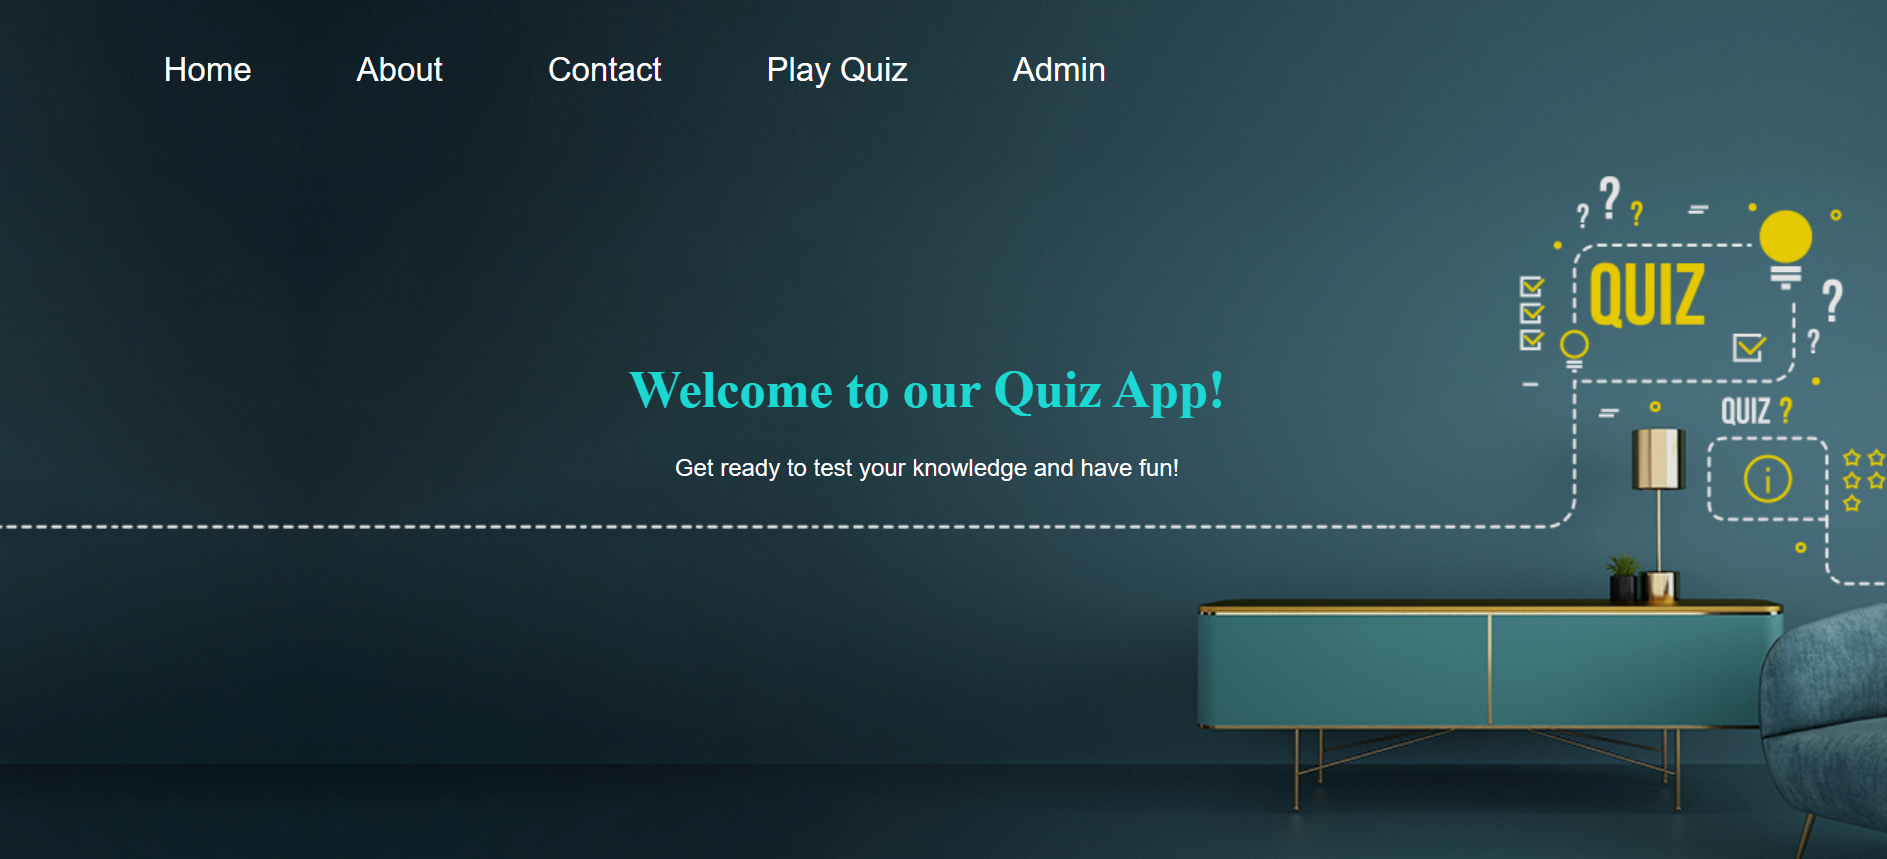 Home About Contact Play Quiz Admin
? ? ?
QUIZ
?
?
Welcome to our Quiz App!
QUIZ ?
Get ready to test your knowledge and have fun!
i